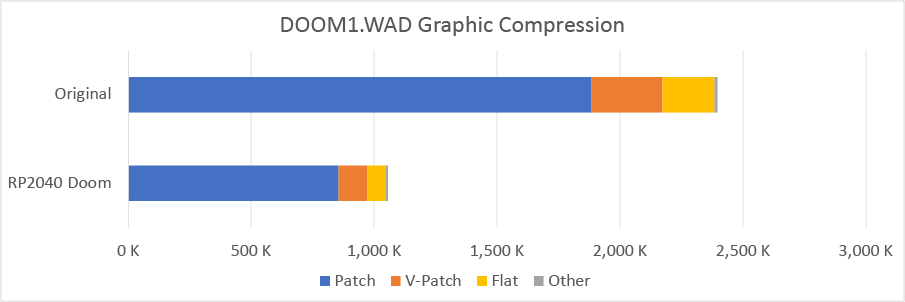 DOOM1.WAD Graphic Compression
Original
RP2040 Doom
0 K 500 K 1,000 K 1,500 K 2,000 K 2,500 K 3,000 K
Patch V-Patch Flat Other